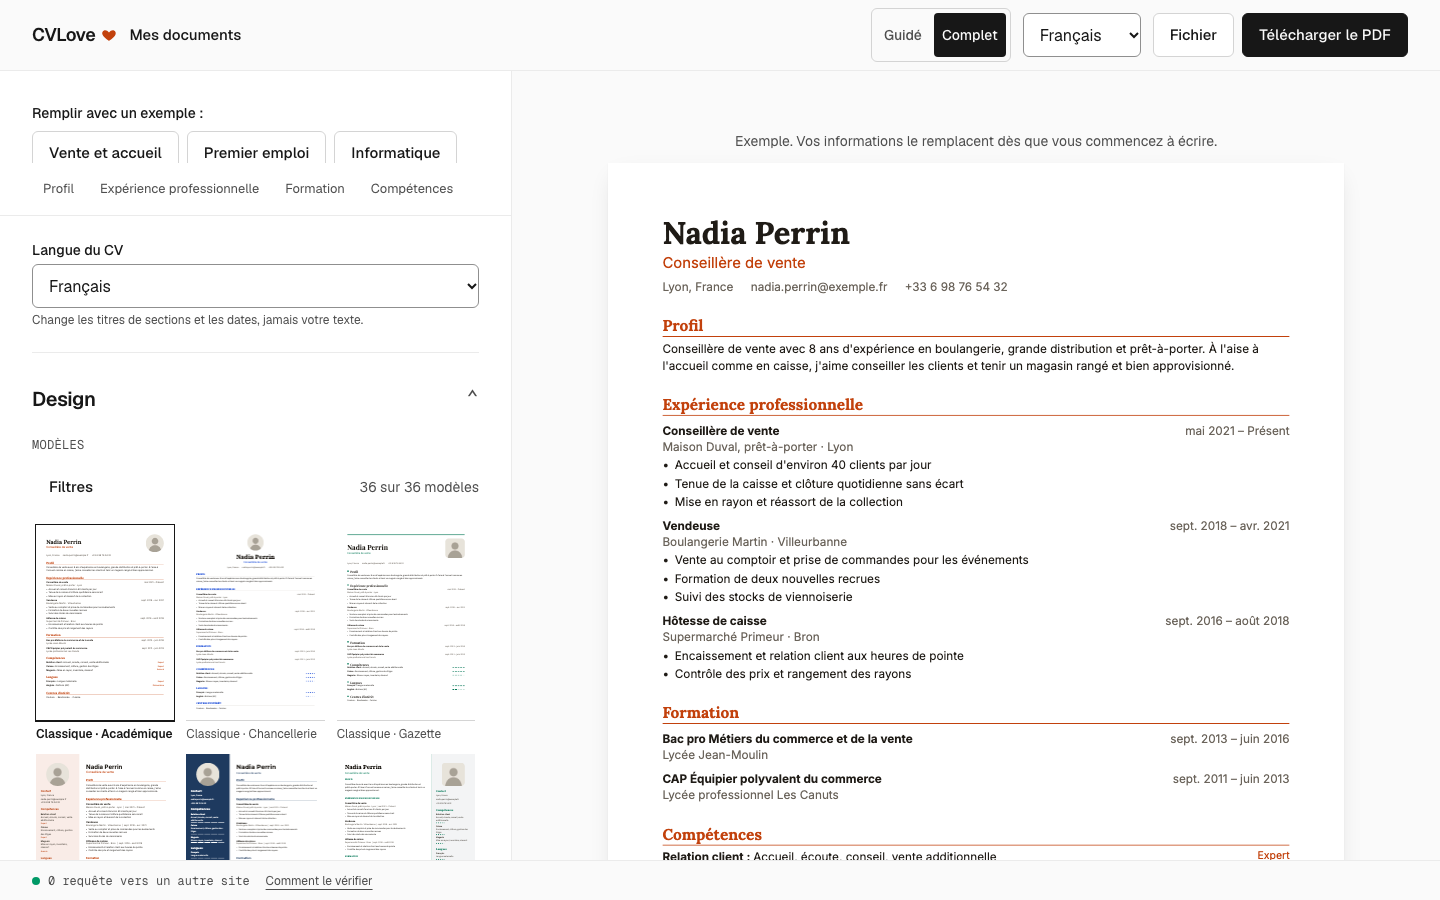 CVLove Mes documents
Guidé Complet Français Fichier Télécharger le PDF
Remplir avec un exemple :
Vente et accueil Premier emploi Informatique
Profil Expérience professionnelle Formation Compétences
Langue du CV
Français
Change les titres de sections et les dates, jamais votre texte.
Design
MODÈLES
Filtres 36 sur 36 modèles
Classique · Académique Classique · Chancellerie Classique · Gazette
Exemple. Vos informations le remplacent dès que vous commencez à écrire.
Nadia Perrin
Conseillère de vente
Lyon, France nadia.perrin@exemple.fr +33 6 98 76 54 32
Profil
Conseillère de vente avec 8 ans d'expérience en boulangerie, grande distribution et prêt-à-porter. À l'aise à
l'accueil comme en caisse, j'aime conseiller les clients et tenir un magasin rangé et bien approvisionné.
Expérience professionnelle
Conseillère de vente mai 2021 – Présent
Maison Duval, prêt-à-porter · Lyon
• Accueil et conseil d'environ 40 clients par jour
• Tenue de la caisse et clôture quotidienne sans écart
• Mise en rayon et réassort de la collection
Vendeuse sept. 2018 – avr. 2021
Boulangerie Martin · Villeurbanne
• Vente au comptoir et prise de commandes pour les événements
• Formation de deux nouvelles recrues
• Suivi des stocks de viennoiserie
Hôtesse de caisse sept. 2016 – août 2018
Supermarché Primeur · Bron
• Encaissement et relation client aux heures de pointe
• Contrôle des prix et rangement des rayons
Formation
Bac pro Métiers du commerce et de la vente sept. 2013 – juin 2016
Lycée Jean-Moulin
CAP Équipier polyvalent du commerce sept. 2011 – juin 2013
Lycée professionnel Les Canuts
Compétences
Relation client : Accueil, écoute, conseil, vente additionnelle Expert
0 requête vers un autre site Comment le vérifier